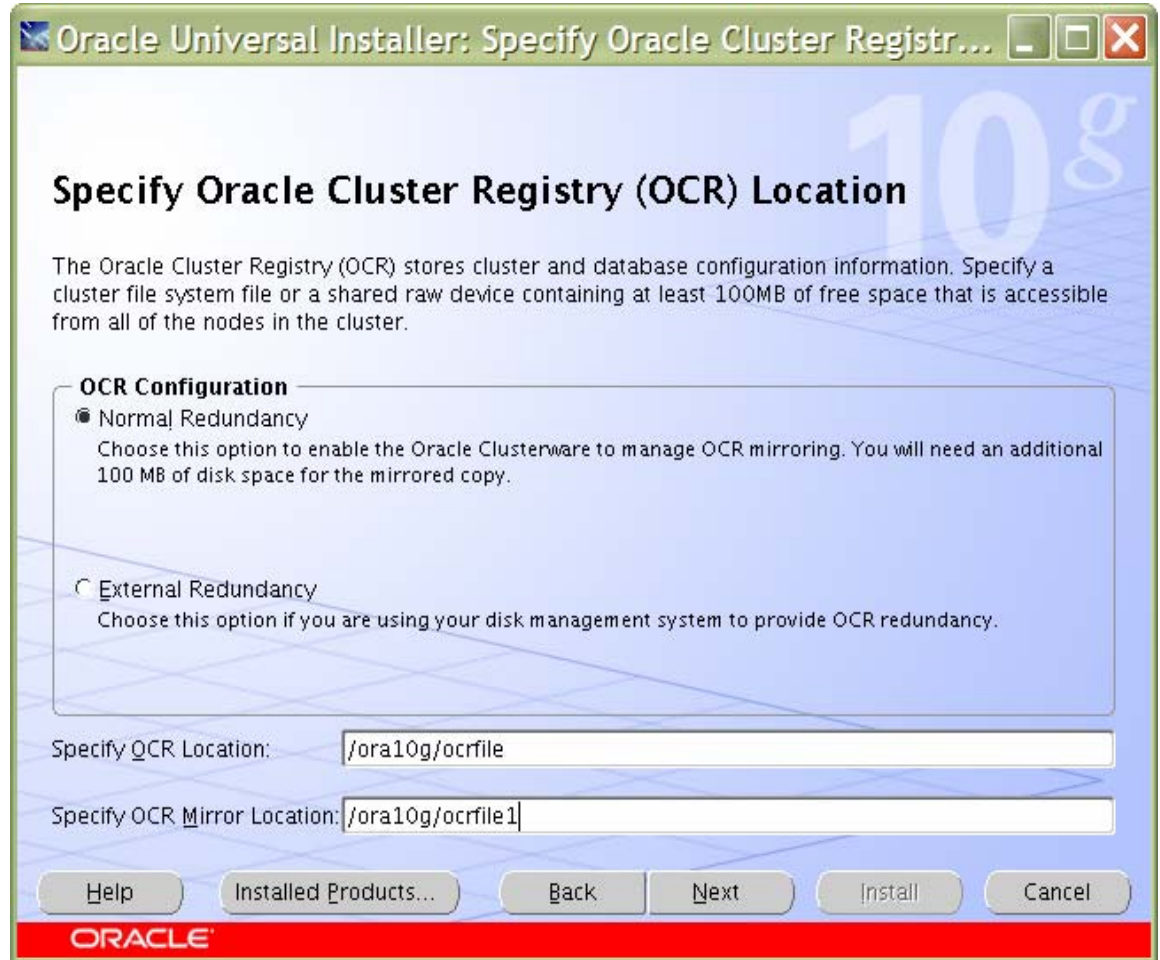 Oracle Universal Installer: Specify Oracle Cluster Registr...
10g
Specify Oracle Cluster Registry (OCR) Location
The Oracle Cluster Registry (OCR) stores cluster and database configuration information. Specify a
cluster file system file or a shared raw device containing at least 100MB of free space that is accessible
from all of the nodes in the cluster.
OCR Configuration
Normal Redundancy
Choose this option to enable the Oracle Clusterware to manage OCR mirroring. You will need an additional
100 MB of disk space for the mirrored copy.
External Redundancy
Choose this option if you are using your disk management system to provide OCR redundancy.
Specify OCR Location: /ora10g/ocrfile
Specify OCR Mirror Location: /ora10g/ocrfile1
Help Installed Products... Back Next Install Cancel
ORACLE